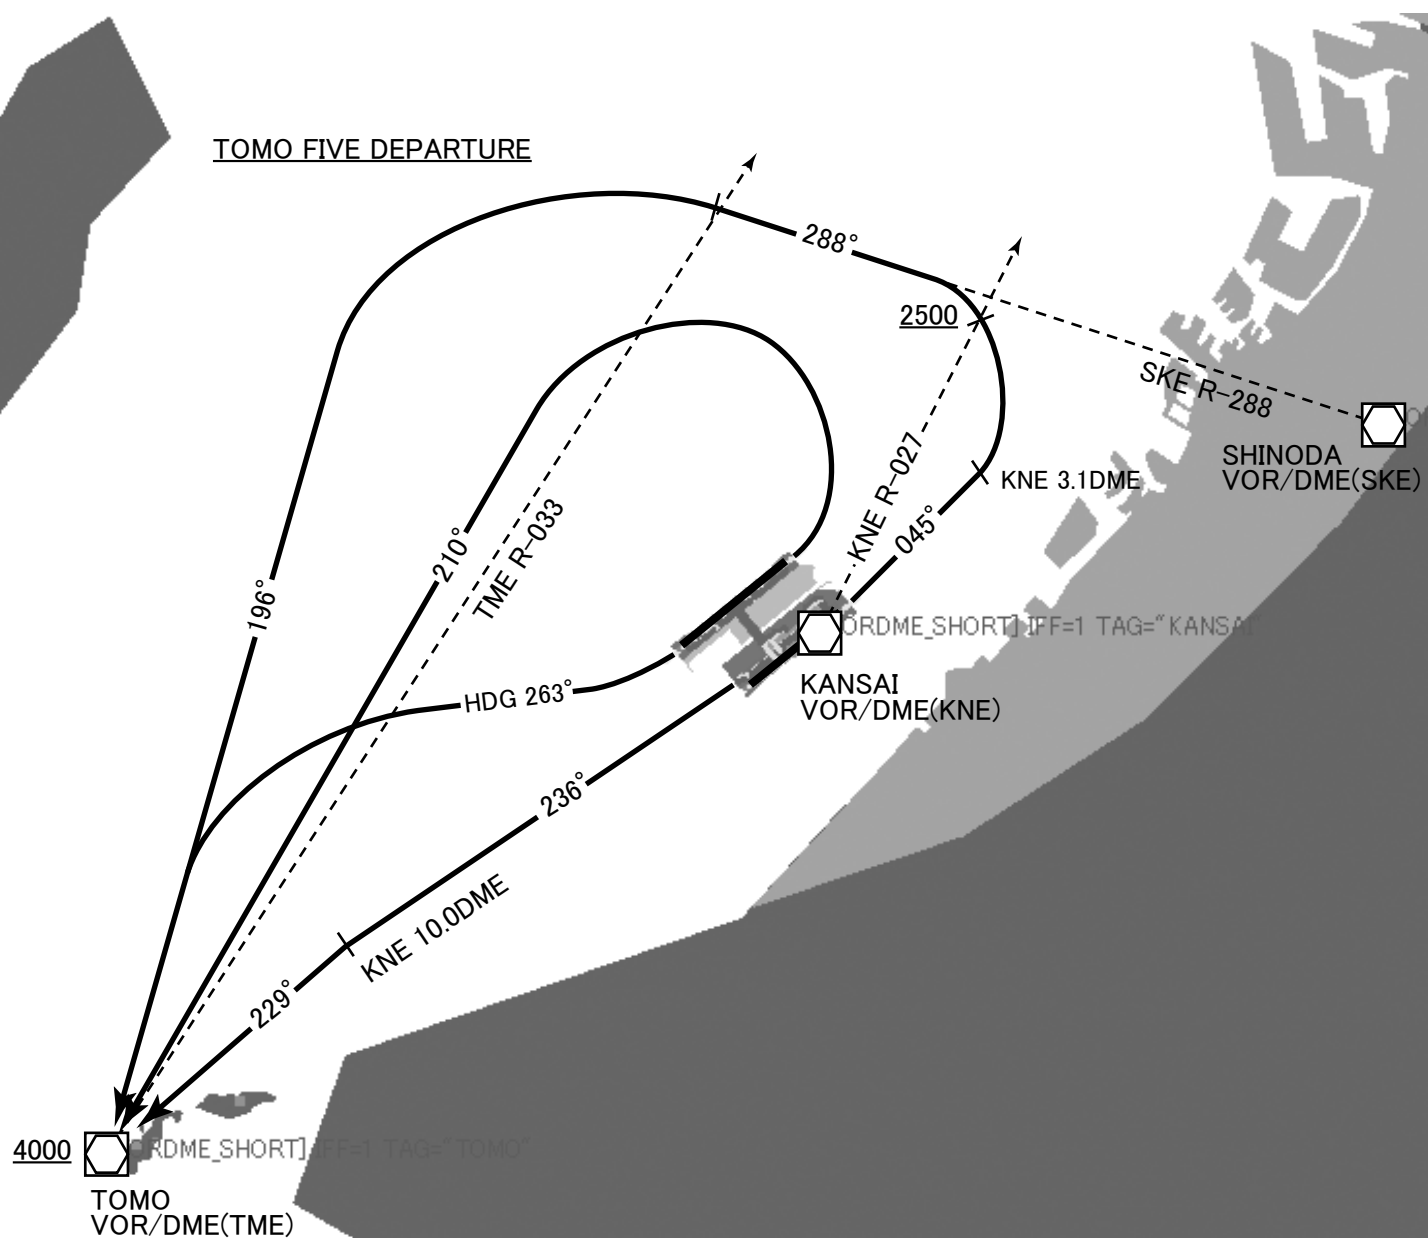 TOMO FIVE DEPARTURE
288°
2500
SKE R-288
SHINODA
VOR/DME(SKE)
KNE R-027
KNE 3.1DME
045°
TME R-033
210°
196°
ORDME_SHORT] IFF=1 TAG="KANSAI"
KANSAI
VOR/DME(KNE)
HDG 263°
236°
KNE 10.0DME
229°
4000
ORDME_SHORT] IFF=1 TAG="TOMO"
TOMO
VOR/DME(TME)